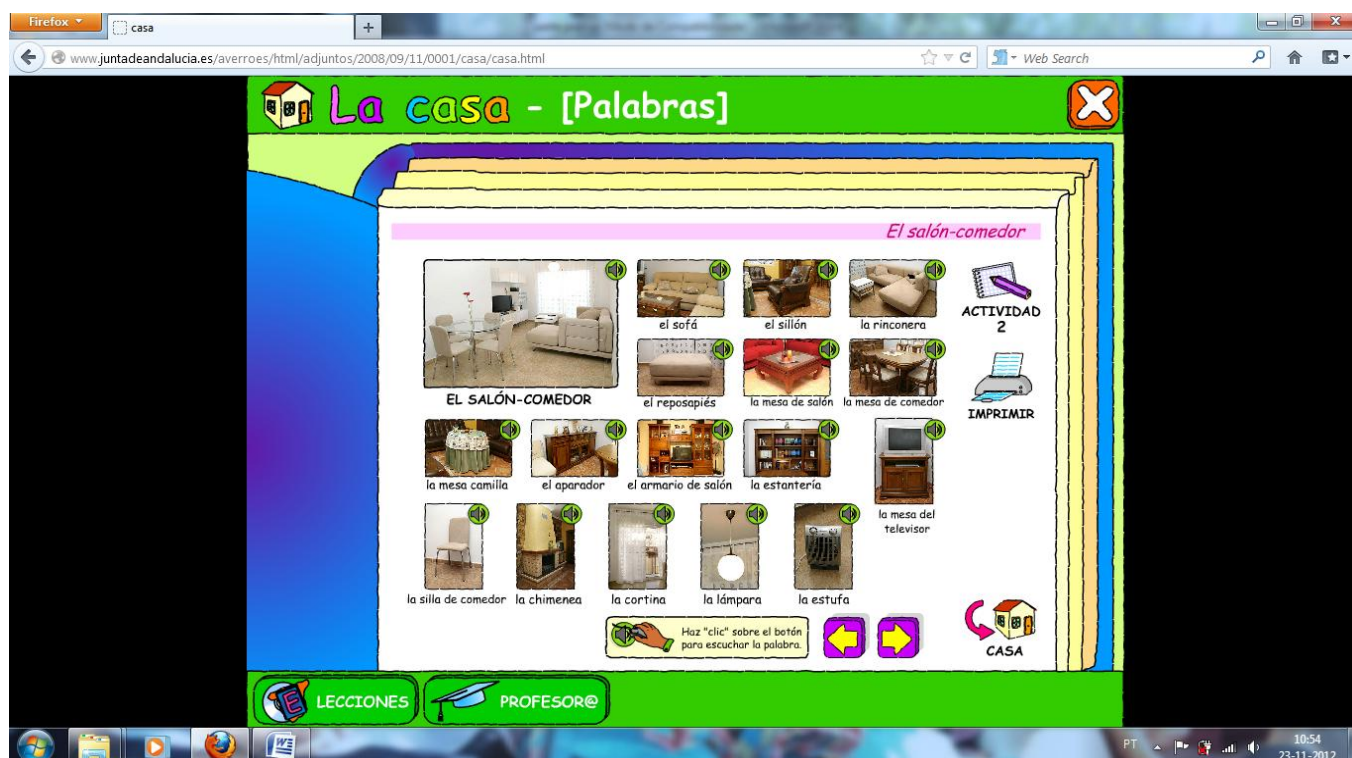 Firefox
casa
www.juntadeandalucia.es/averroes/html/adjuntos/2008/09/11/0001/casa/casa.html
Web Search
La casa - [Palabras]
El salón-comedor
el sofá
el sillón
la rinconera
ACTIVIDAD
2
EL SALÓN-COMEDOR
el reposapiés
la mesa de salón
la mesa de comedor
IMPRIMIR
la mesa camilla
el aparador
el armario de salón
la estantería
la mesa del
televisor
la silla de comedor
la chimenea
la cortina
la lámpara
la estufa
Haz "clic" sobre el botón
para escuchar la palabra.
CASA
LECCIONES
PROFESOR@
PT
10:54
23-11-2012